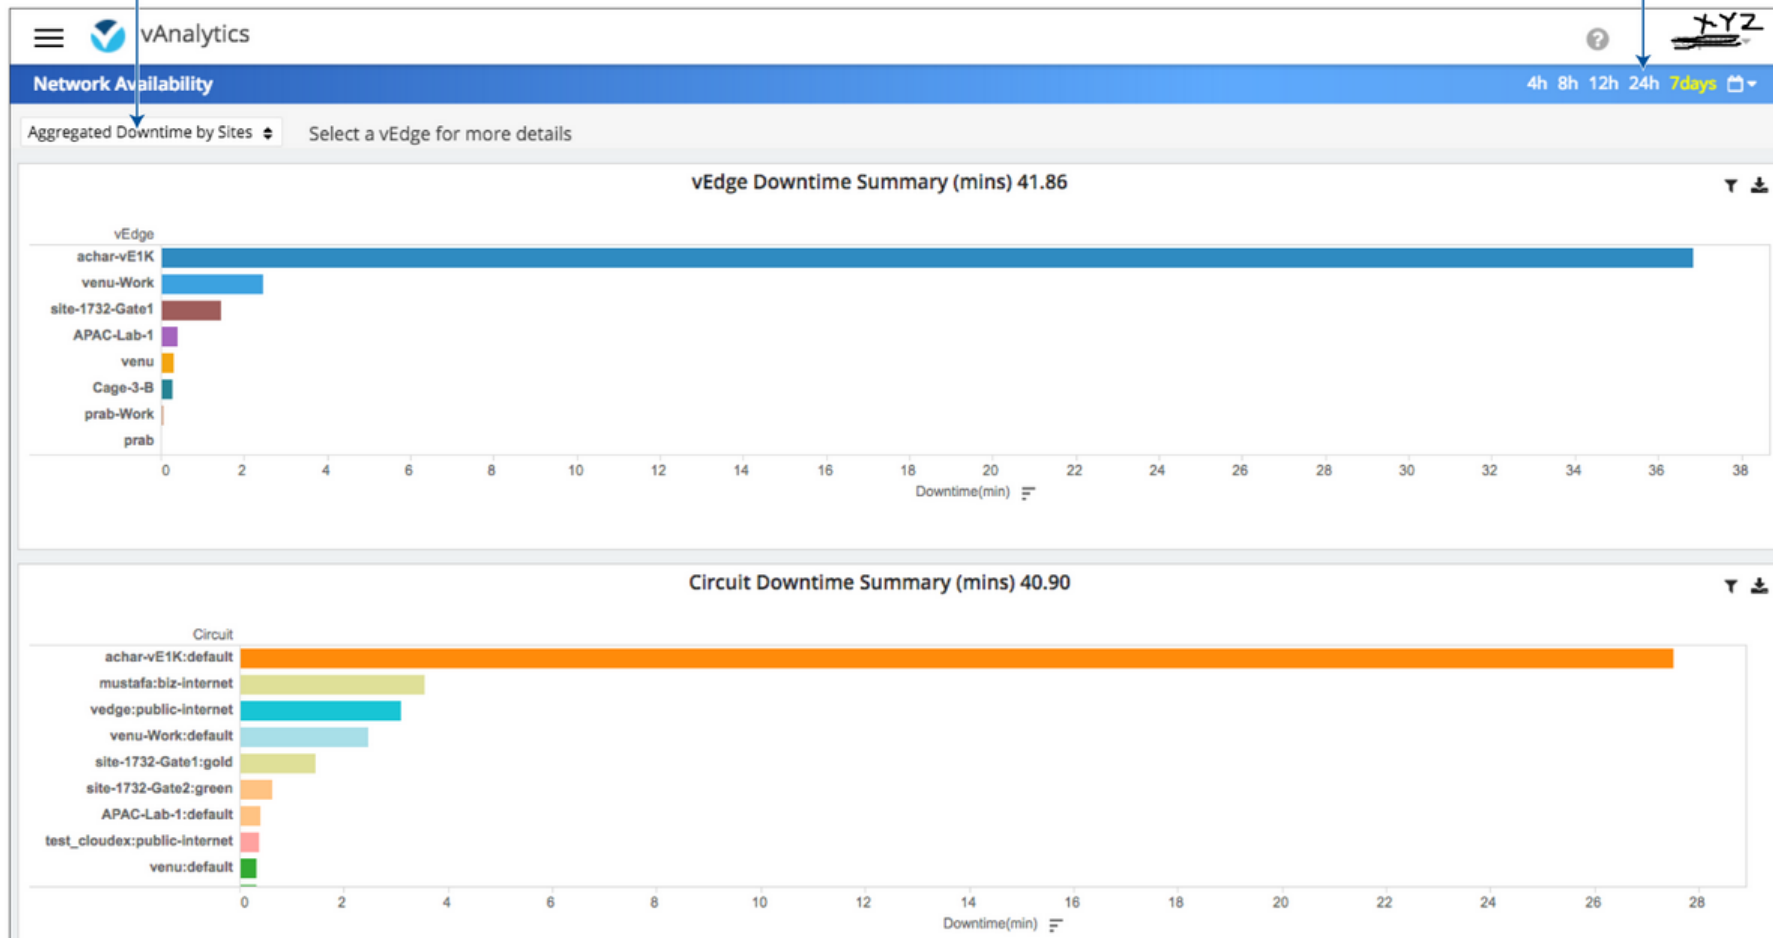 vAnalytics
XYZ
Network Availability
4h 8h 12h 24h 7days
Aggregated Downtime by Sites
Select a vEdge for more details
vEdge Downtime Summary (mins) 41.86
vEdge
achar-vE1K
venu-Work
site-1732-Gate1
APAC-Lab-1
venu
Cage-3-B
prab-Work
prab
0 2 4 6 8 10 12 14 16 18 20 22 24 26 28 30 32 34 36 38
Downtime(min)
Circuit Downtime Summary (mins) 40.90
Circuit
achar-vE1K:default
mustafa:biz-internet
vedge:public-internet
venu-Work:default
site-1732-Gate1:gold
site-1732-Gate2:green
APAC-Lab-1:default
test_cloudex:public-internet
venu:default
0 2 4 6 8 10 12 14 16 18 20 22 24 26 28
Downtime(min)